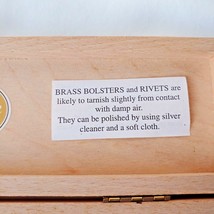 BRASS BOLSTERS and RIVETS are
likely to tarnish slightly from contact
with damp air.
They can be polished by using silver
cleaner and a soft cloth.